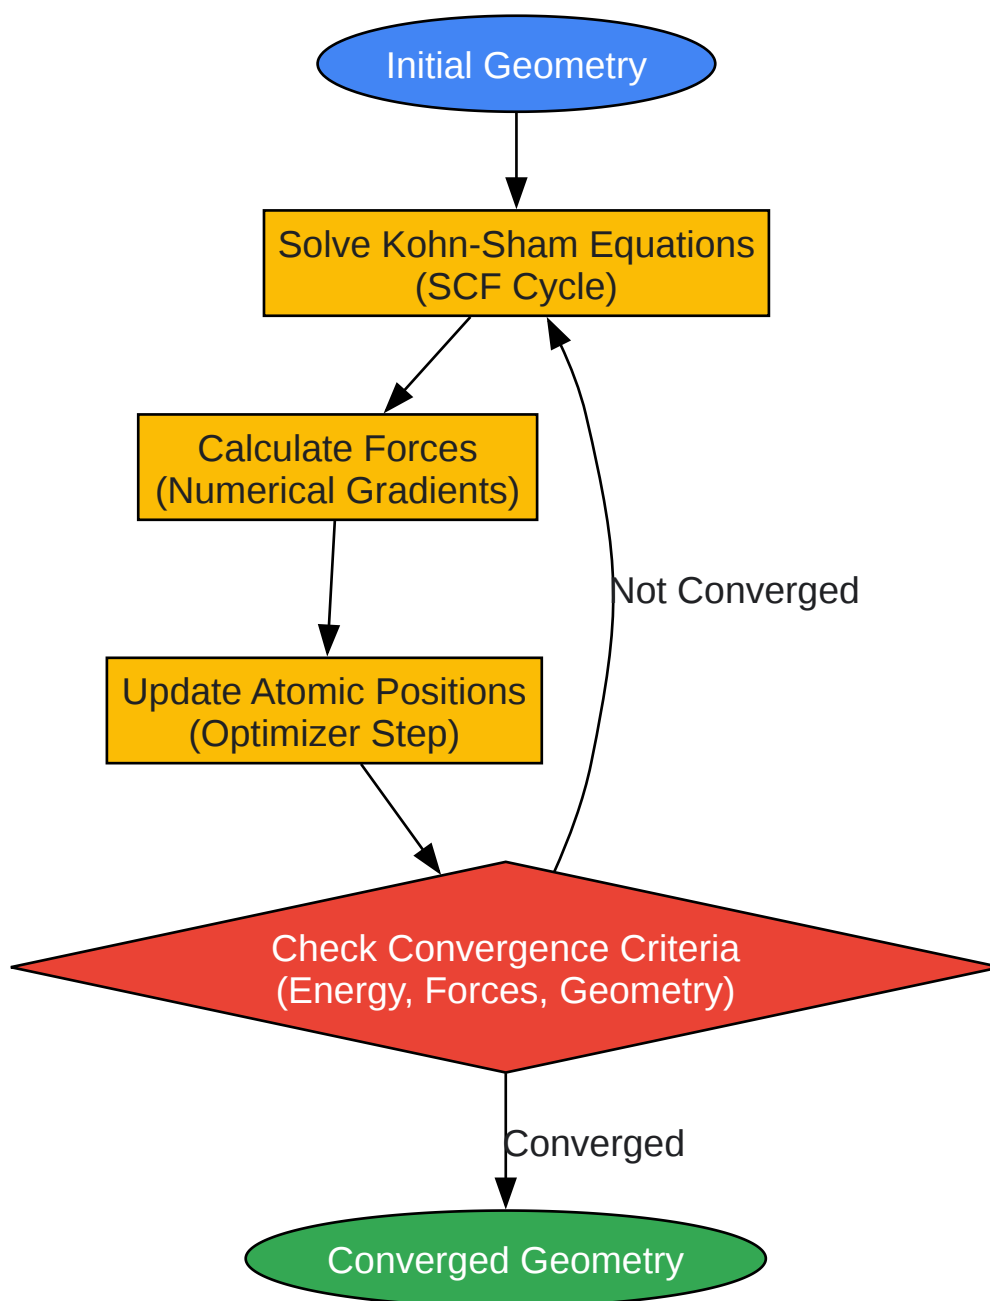 Initial Geometry
Solve Kohn-Sham Equations
(SCF Cycle)
Calculate Forces
(Numerical Gradients)
Not Converged
Update Atomic Positions
(Optimizer Step)
Check Convergence Criteria
(Energy, Forces, Geometry)
Converged
Converged Geometry